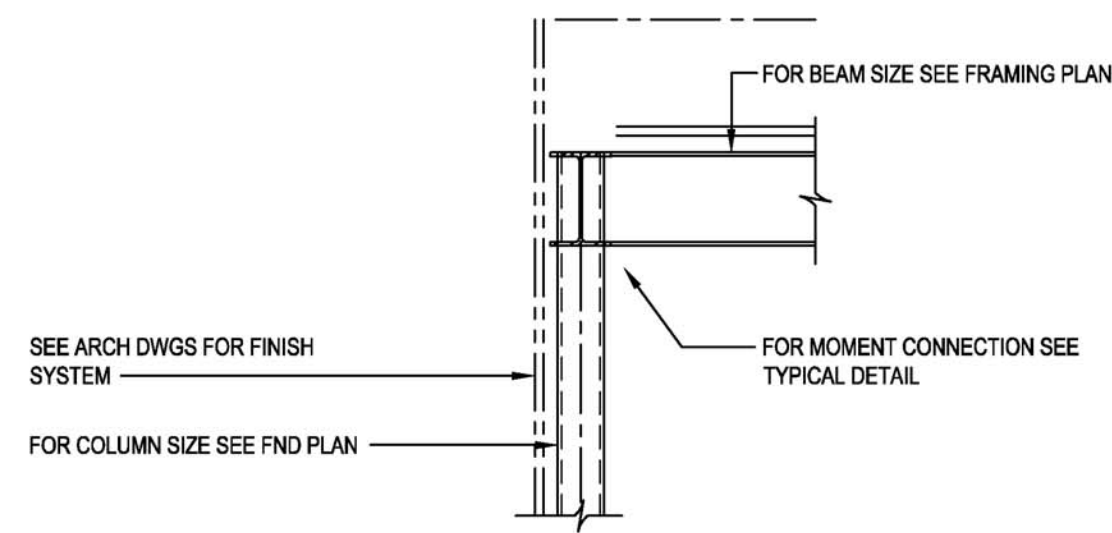 FOR BEAM SIZE SEE FRAMING PLAN
SEE ARCH DWGS FOR FINISH
SYSTEM
FOR MOMENT CONNECTION SEE
TYPICAL DETAIL
FOR COLUMN SIZE SEE FND PLAN